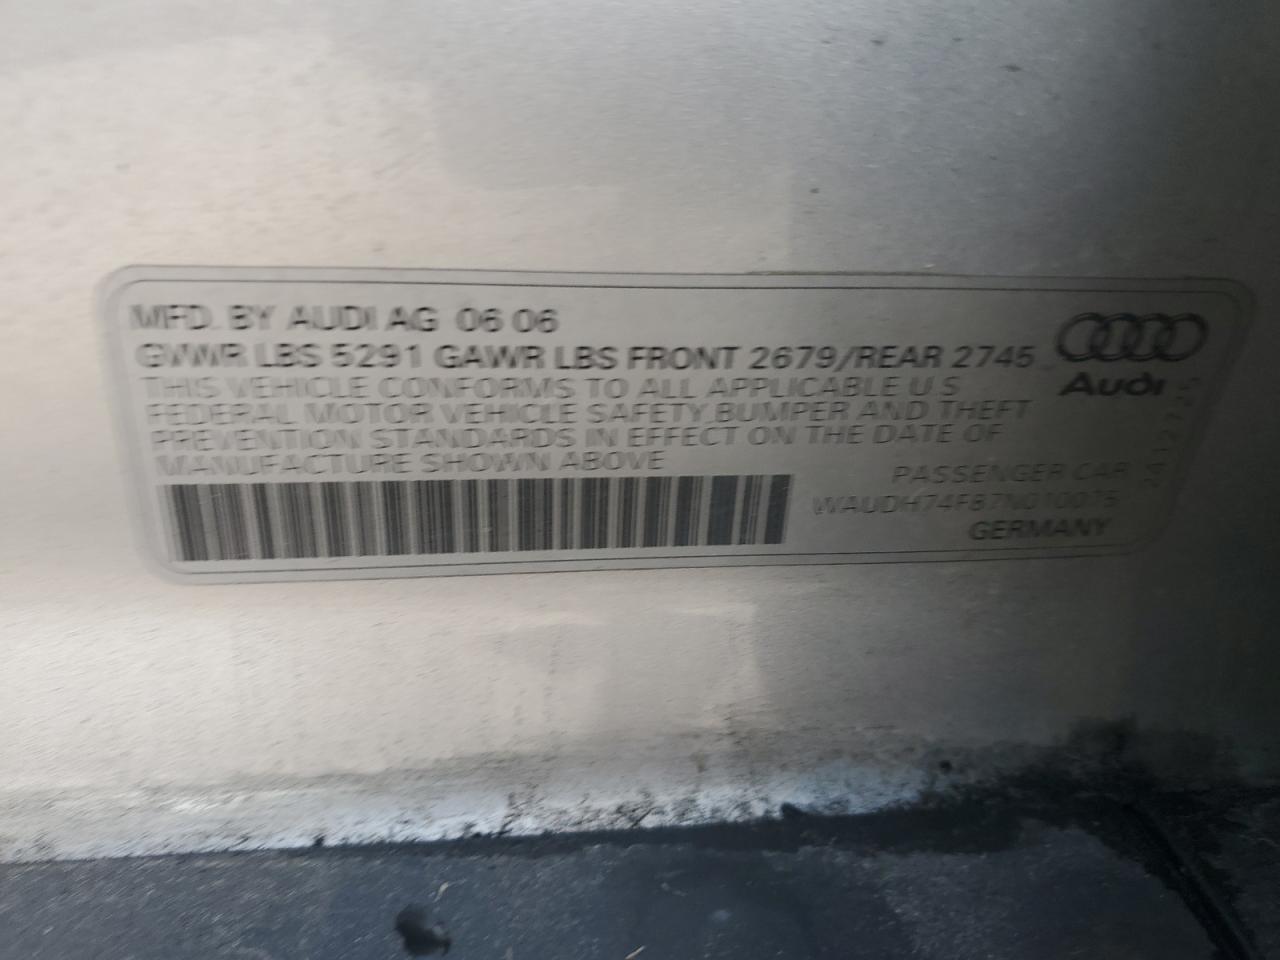 MFD. BY AUDI AG 06 06
GVWR LBS 5291 GAWR LBS FRONT 2679/REAR 2745
THIS VEHICLE CONFORMS TO ALL APPLICABLE U S
FEDERAL MOTOR VEHICLE SAFETY,BUMPER AND THEFT
PREVENTION STANDARDS IN EFFECT ON THE DATE OF
MANUFACTURE SHOWN ABOVE
Audi
PASSENGER CAR
WAUDH74F87N010015
GERMANY